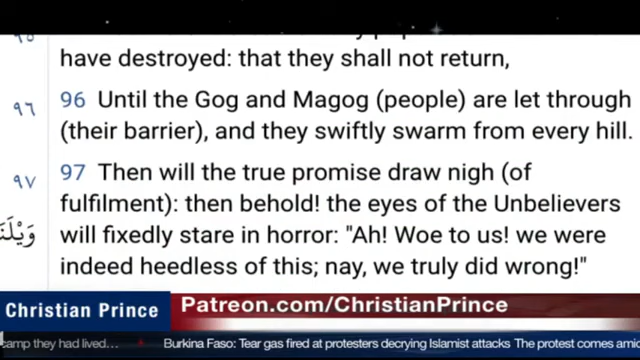 have destroyed: that they shall not return,
٩٦
96 Until the Gog and Magog (people) are let through
(their barrier), and they swiftly swarm from every hill.
٩٧
97 Then will the true promise draw nigh (of
fulfilment): then behold! the eyes of the Unbelievers
will fixedly stare in horror: "Ah! Woe to us! we were
indeed heedless of this; nay, we truly did wrong!"
Christian Prince
Patreon.com/ChristianPrince
camp they had lived... Burkina Faso: Tear gas fired at protesters decrying Islamist attacks The protest comes amid